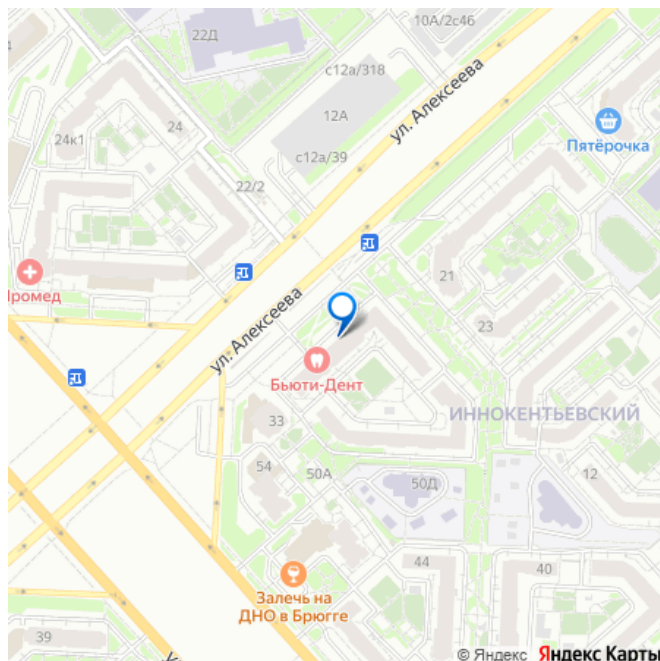 10А/2с46
22Д
с12а/318
12А
ул. Алексеева
24
24к1
с12а/39
Пятёрочка
22/2
21
Промед
23
ул. Алексеева
Бьюти-Дент
ИННОКЕНТЬЕВСКИЙ
33
54
50А
50Д
12
44
40
Залечь на
ДНО в Брюгге
39
© Яндекс Яндекс Карты